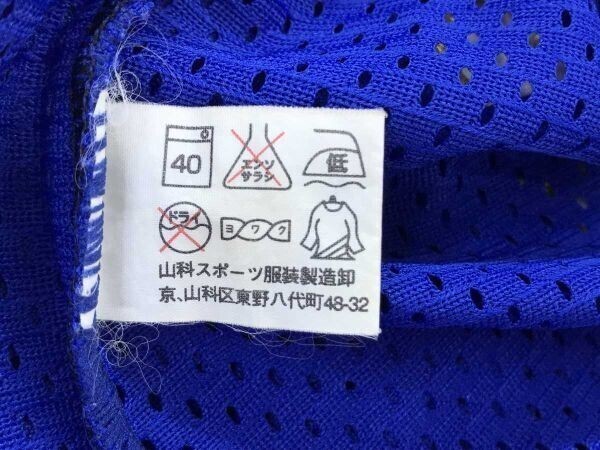 40
エンソ
サラシ
低
ドライ
ヨワク
山科スポーツ服装製造卸
京、山科区東野八代町48-32